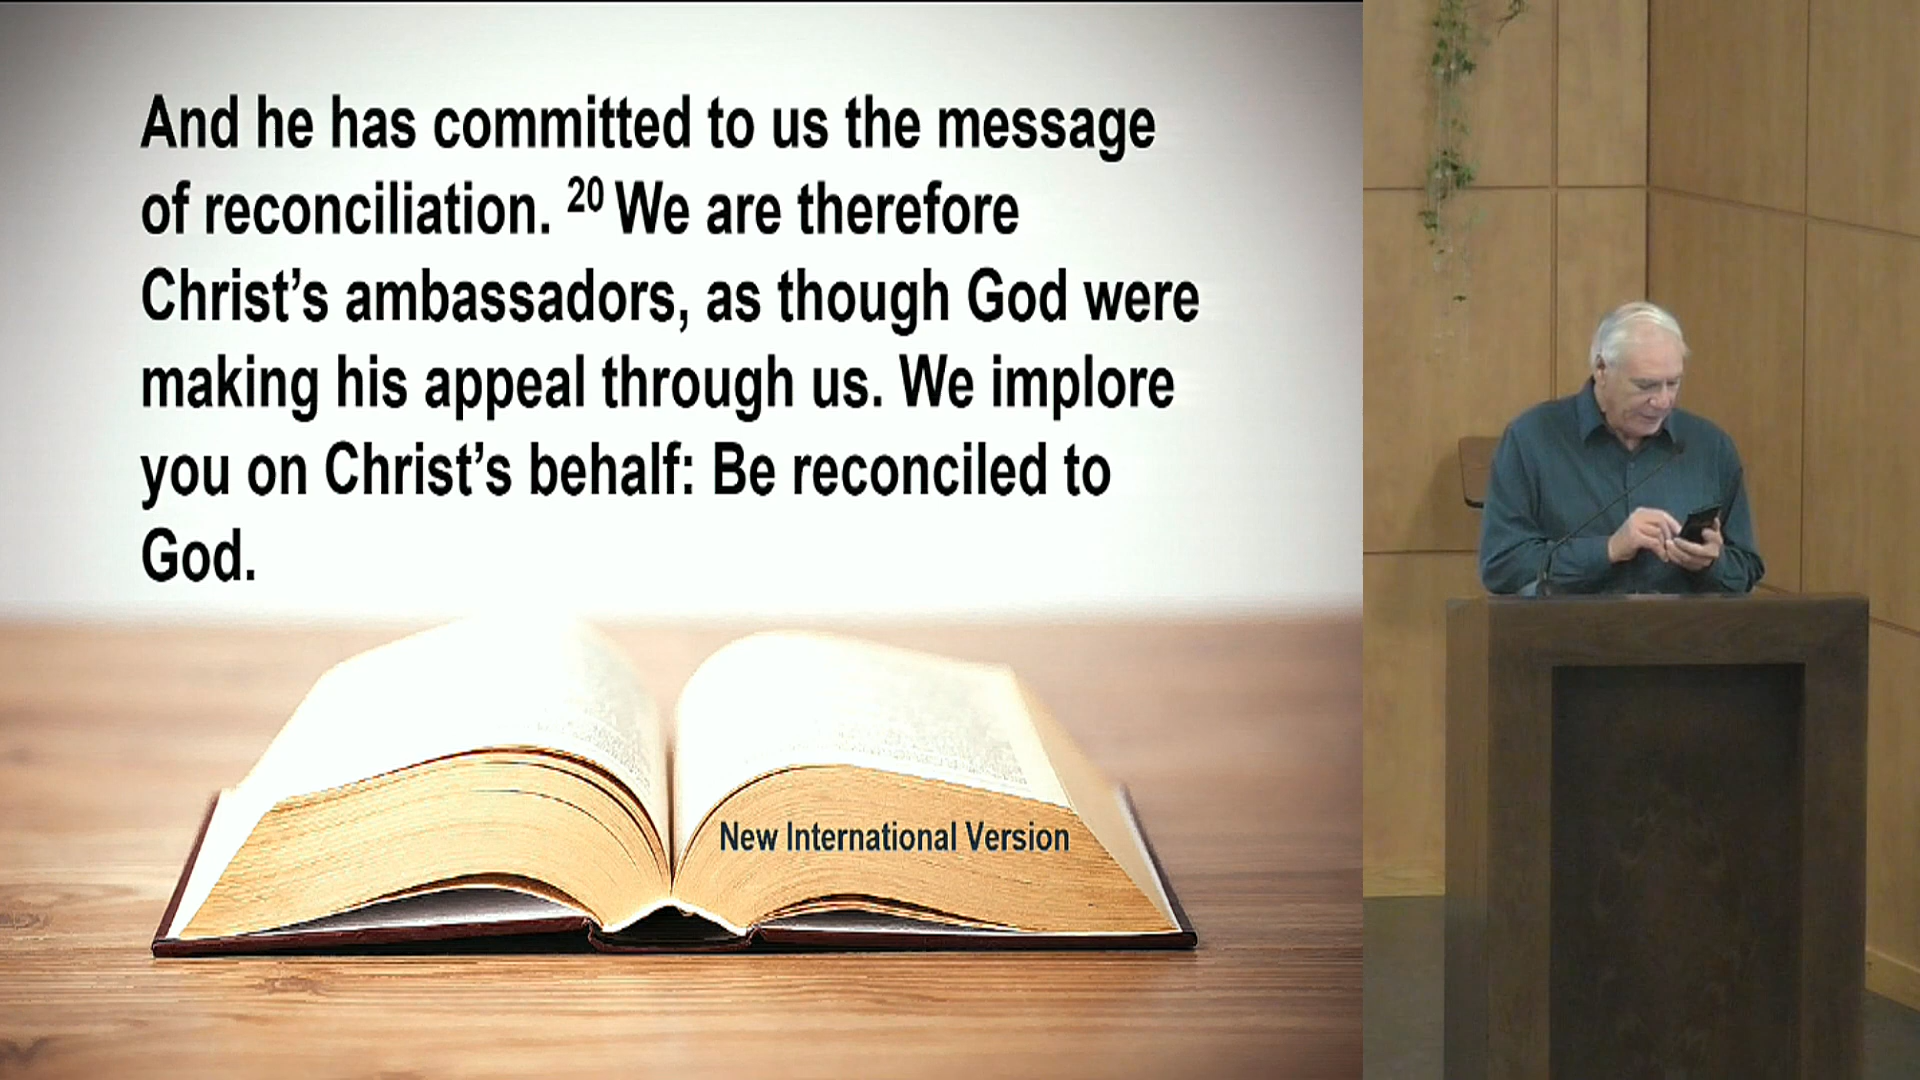 And he has committed to us the message
of reconciliation. 20 We are therefore
Christ’s ambassadors, as though God were
making his appeal through us. We implore
you on Christ’s behalf: Be reconciled to
God.
New International Version